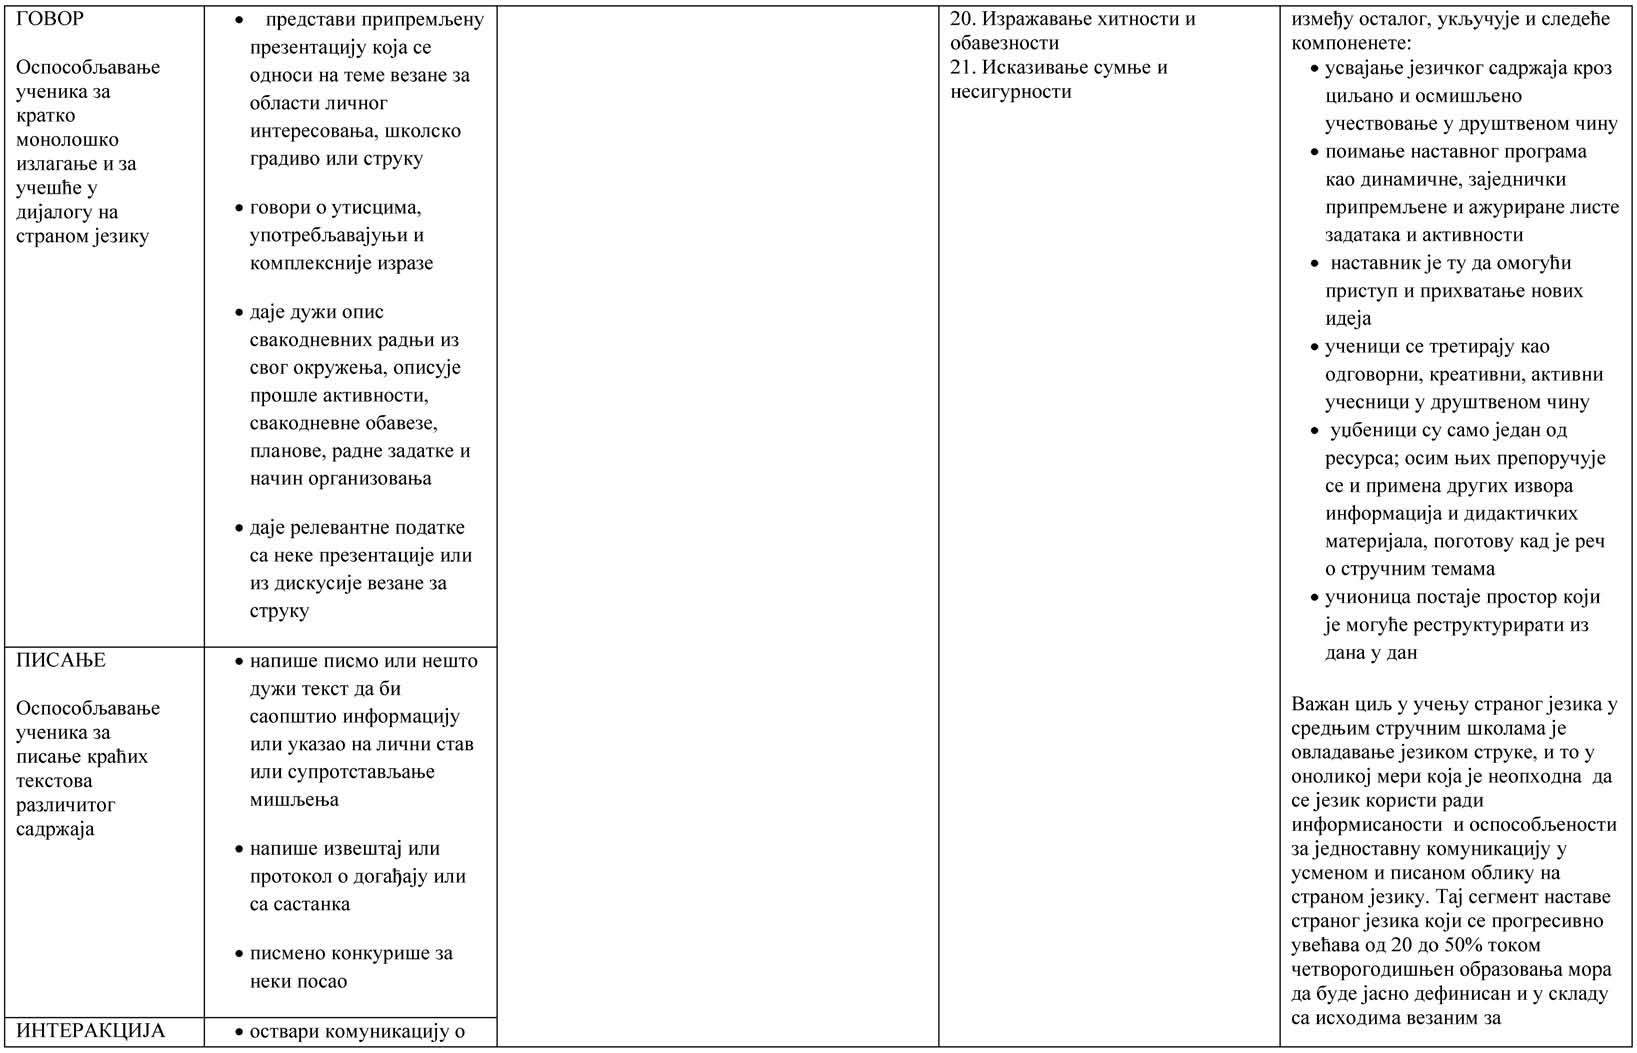 ГОВОР
Оспособљавање
ученика за
кратко
монолошко
излагање и за
учешће у
дијалогу на
страном језику
• представи припремљену
презентацију која се
односи на теме везане за
области личног
интересовања, школско
градиво или струку
• говори о утисцима,
употребљавајуњи и
комплексније изразе
• даје дужи опис
свакодневних радњи из
свог окружења, описује
прошле активности,
свакодневне обавезе,
планове, радне задатке и
начин организовања
• даје релевантне податке
са неке презентације или
из дискусије везане за
струку
20. Изражавање хитности и
обавезности
21. Исказивање сумње и
несигурности
између осталог, укључује и следеће
компоненете:
• усвајање језичког садржаја кроз
циљано и осмишљено
учествовање у друштвеном чину
• поимање наставног програма
као динамичне, заједнички
припремљене и ажуриране листе
задатака и активности
• наставник је ту да омогући
приступ и прихватање нових
идеја
• ученици се третирају као
одговорни, креативни, активни
учесници у друштвеном чину
• уџбеници су само један од
ресурса; осим њих препоручује
се и примена других извора
информација и дидактичких
материјала, поготову кад је реч
о стручним темама
• учионица постаје простор који
је могуће реструктурирати из
дана у дан
Важан циљ у учењу страног језика у
средњим стручним школама је
овладавање језиком струке, и то у
оноликој мери која је неопходна да
се језик користи ради
информисаности и оспособљености
за једноставну комуникацију у
усменом и писаном облику на
страном језику. Тај сегмент наставе
страног језика који се прогресивно
увећава од 20 до 50% током
четворогодишњен образовања мора
да буде јасно дефинисан и у складу
са исходима везаним за
ПИСАЊЕ
Оспособљавање
ученика за
писање краћих
текстова
различитог
садржаја
• напише писмо или нешто
дужи текст да би
саопштио информацију
или указао на лични став
или супротстављање
мишљења
• напише извештај или
протокол о догађају или
са састанка
• писмено конкурише за
неки посао
ИНТЕРАКЦИЈА
• оствари комуникацију о